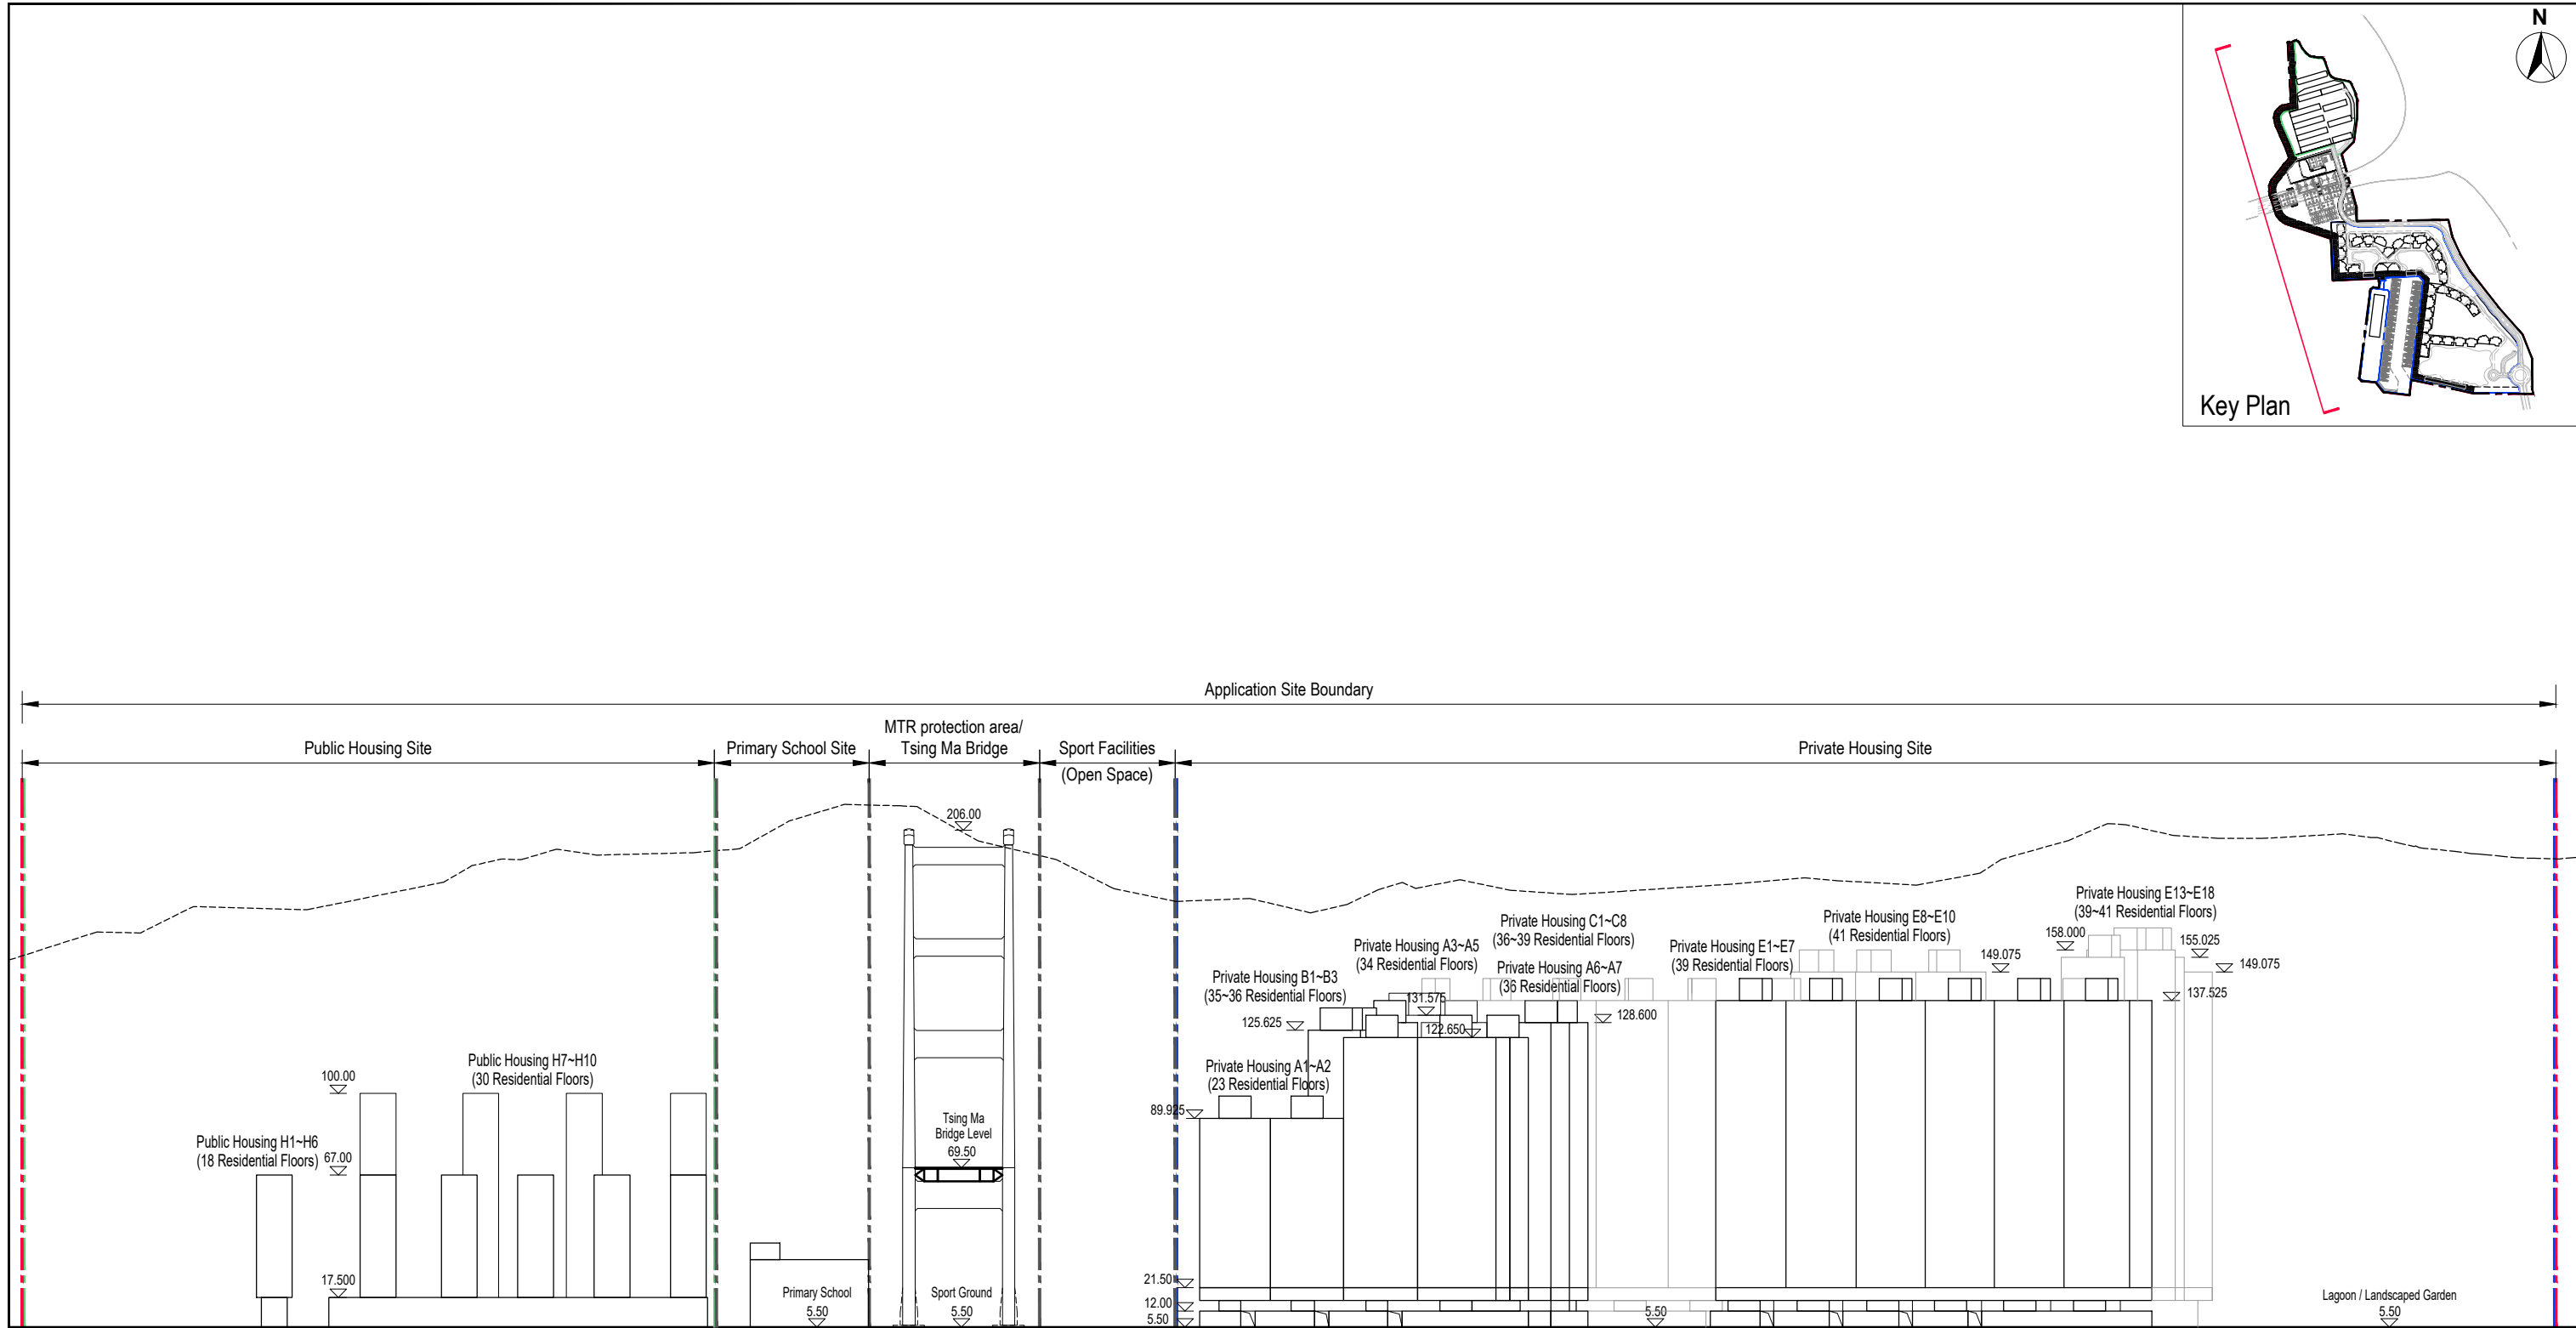 N
Key Plan
Application Site Boundary
Public Housing Site
Primary School Site
MTR protection area/
Tsing Ma Bridge
Sport Facilities
(Open Space)
Private Housing Site
206.00
Private Housing E13~E18
(39~41 Residential Floors)
Private Housing C1~C8
(36~39 Residential Floors)
Private Housing E8~E10
(41 Residential Floors)
Private Housing A3~A5
(34 Residential Floors)
Private Housing E1~E7
(39 Residential Floors)
158.000
155.025
149.075
149.075
Private Housing B1~B3
(35~36 Residential Floors)
Private Housing A6~A7
(36 Residential Floors)
131.575
137.525
125.625
122.650
128.600
Public Housing H7~H10
(30 Residential Floors)
100.00
Private Housing A1~A2
(23 Residential Floors)
89.925
Tsing Ma
Bridge Level
69.50
Public Housing H1~H6
(18 Residential Floors)
67.00
17.500
21.50
12.00
5.50
Primary School
5.50
Sport Ground
5.50
5.50
Lagoon / Landscaped Garden
5.50